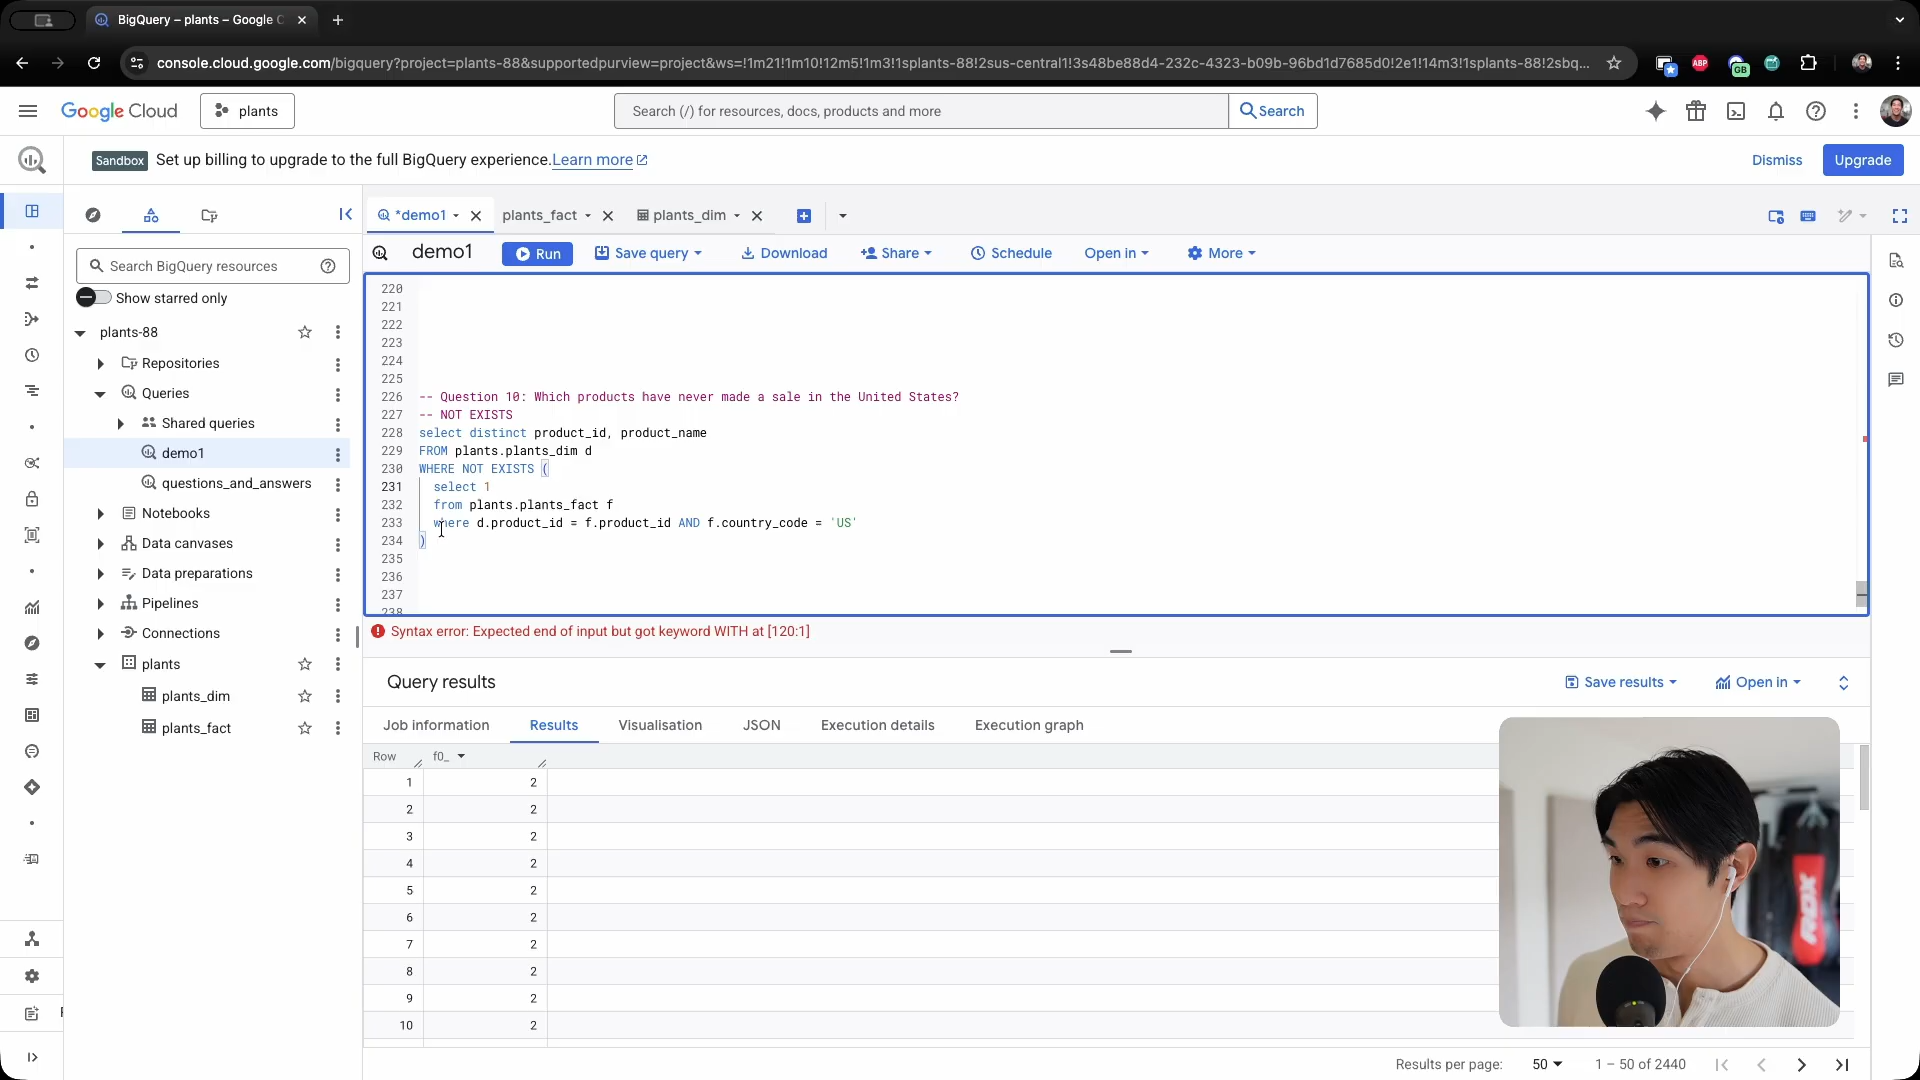 BigQuery – plants – Google C
console.cloud.google.com/bigquery?project=plants-88&supportedpurview=project&ws=!1m21!1m10!12m5!1m3!1splants-88!2sus-central1!3s48be88d4-232c-4323-b09b-96bd1d7685d0!2e1!14m3!1splants-88!2sbq...
ABP
GB
Google Cloud
plants
Search (/) for resources, docs, products and more
Search
Sandbox
Set up billing to upgrade to the full BigQuery experience. Learn more
Dismiss
Upgrade
*demo1
plants_fact
plants_dim
demo1
Run
Save query
Download
Share
Schedule
Open in
More
Search BigQuery resources
Show starred only
plants-88
Repositories
Queries
Shared queries
demo1
questions_and_answers
Notebooks
Data canvases
Data preparations
Pipelines
Connections
plants
plants_dim
plants_fact
220
221
222
223
224
225
226 -- Question 10: Which products have never made a sale in the United States?
227 -- NOT EXISTS
228 select distinct product_id, product_name
229 FROM plants.plants_dim d
230 WHERE NOT EXISTS (
231 select 1
232 from plants.plants_fact f
233 where d.product_id = f.product_id AND f.country_code = 'US'
234 )
235
236
237
238
Syntax error: Expected end of input but got keyword WITH at [120:1]
Query results
Save results
Open in
Job information
Results
Visualisation
JSON
Execution details
Execution graph
Row f0_
1 2
2 2
3 2
4 2
5 2
6 2
7 2
8 2
9 2
10 2
RDX
Results per page: 50 1 – 50 of 2440